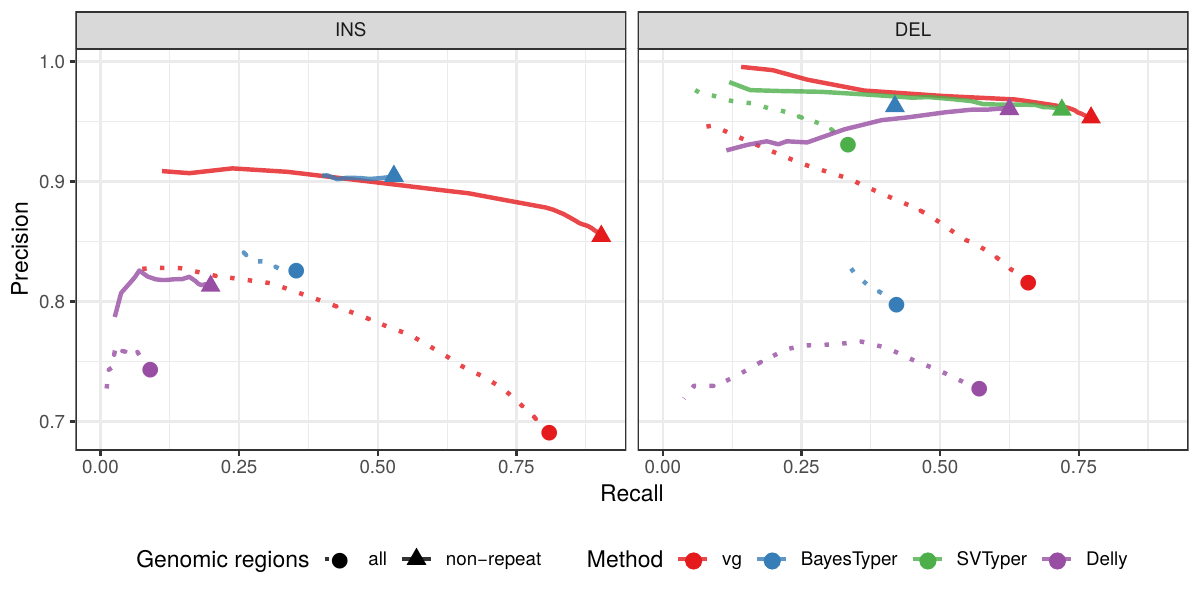 INS
DEL
Precision
1.0
0.9
0.8
0.7
0.00 0.25 0.50 0.75
0.00 0.25 0.50 0.75
Recall
Genomic regions all non−repeat Method vg BayesTyper SVTyper Delly